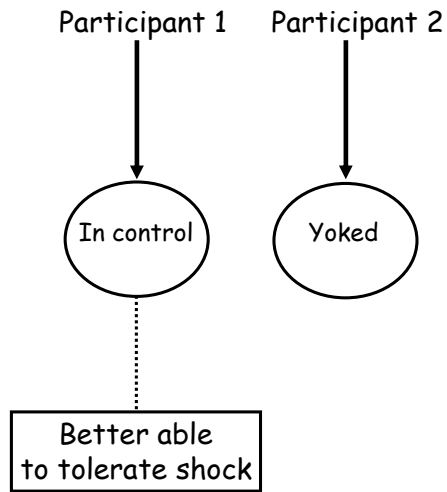 Participant 1 Participant 2
In control Yoked
Better able
to tolerate shock